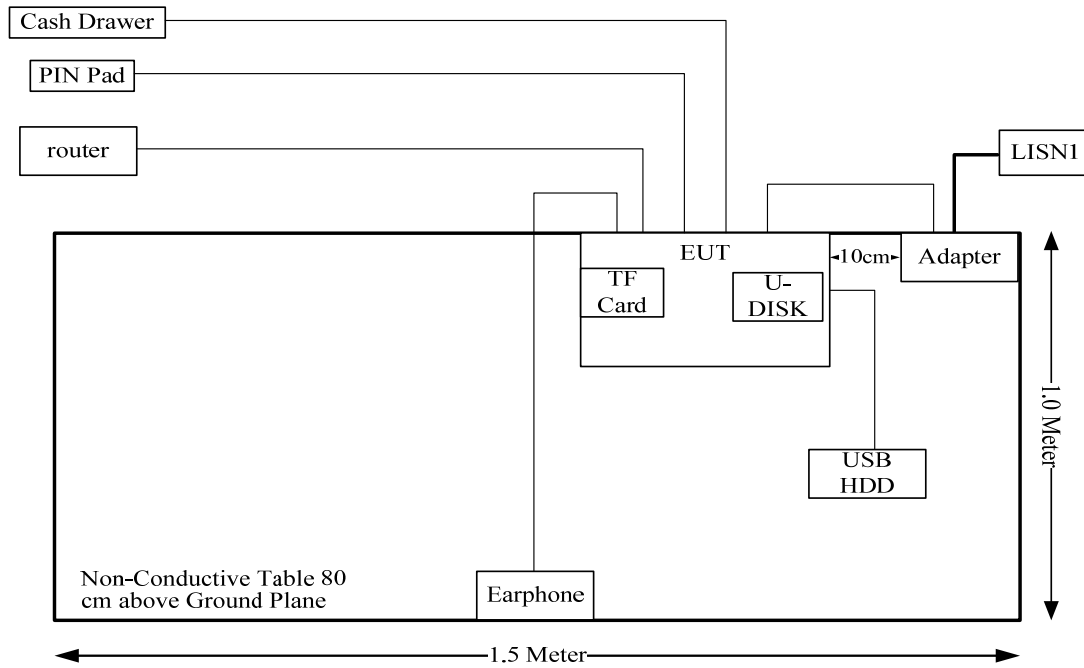 Cash Drawer
PIN Pad
router
LISN1
EUT
10cm
Adapter
TF
Card
U-
DISK
1.0 Meter
USB
HDD
Non-Conductive Table 80
cm above Ground Plane
Earphone
1.5 Meter